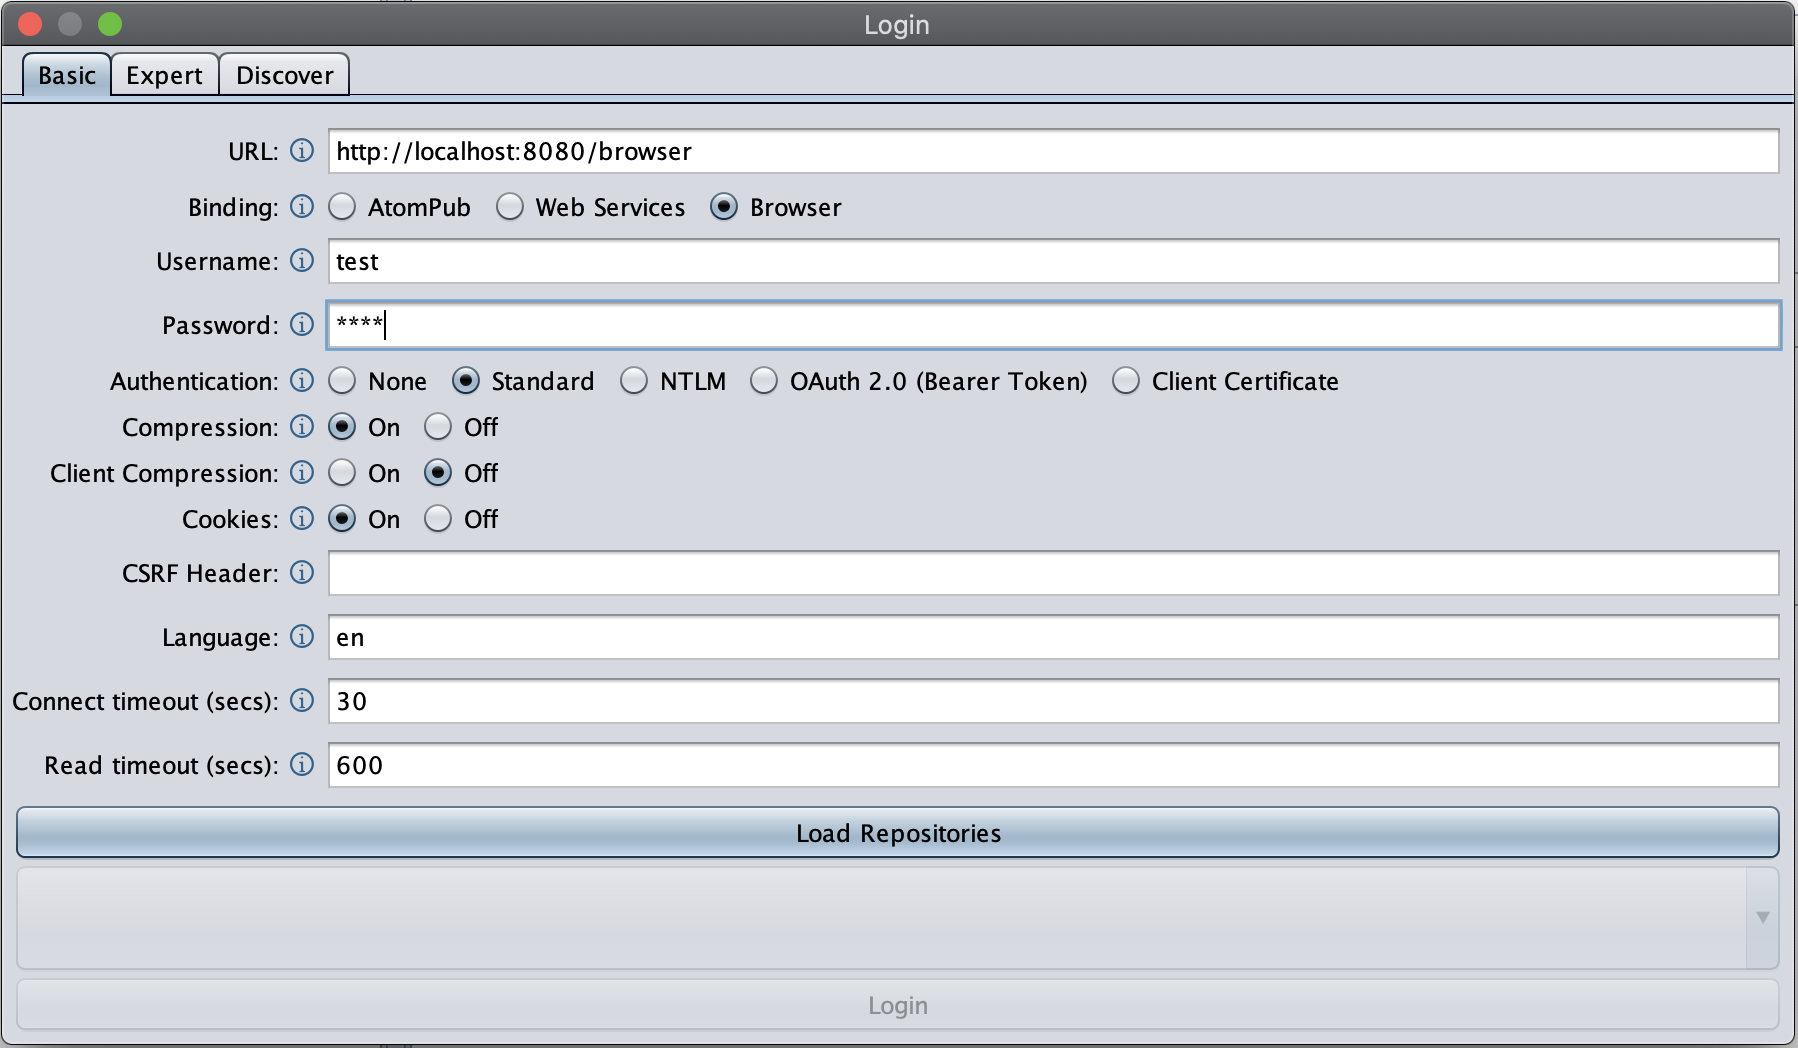 Login
Basic Expert Discover
URL: http://localhost:8080/browser
Binding: AtomPub Web Services Browser
Username: test
Password: ****
Authentication: None Standard NTLM OAuth 2.0 (Bearer Token) Client Certificate
Compression: On Off
Client Compression: On Off
Cookies: On Off
CSRF Header:
Language: en
Connect timeout (secs): 30
Read timeout (secs): 600
Load Repositories
Login